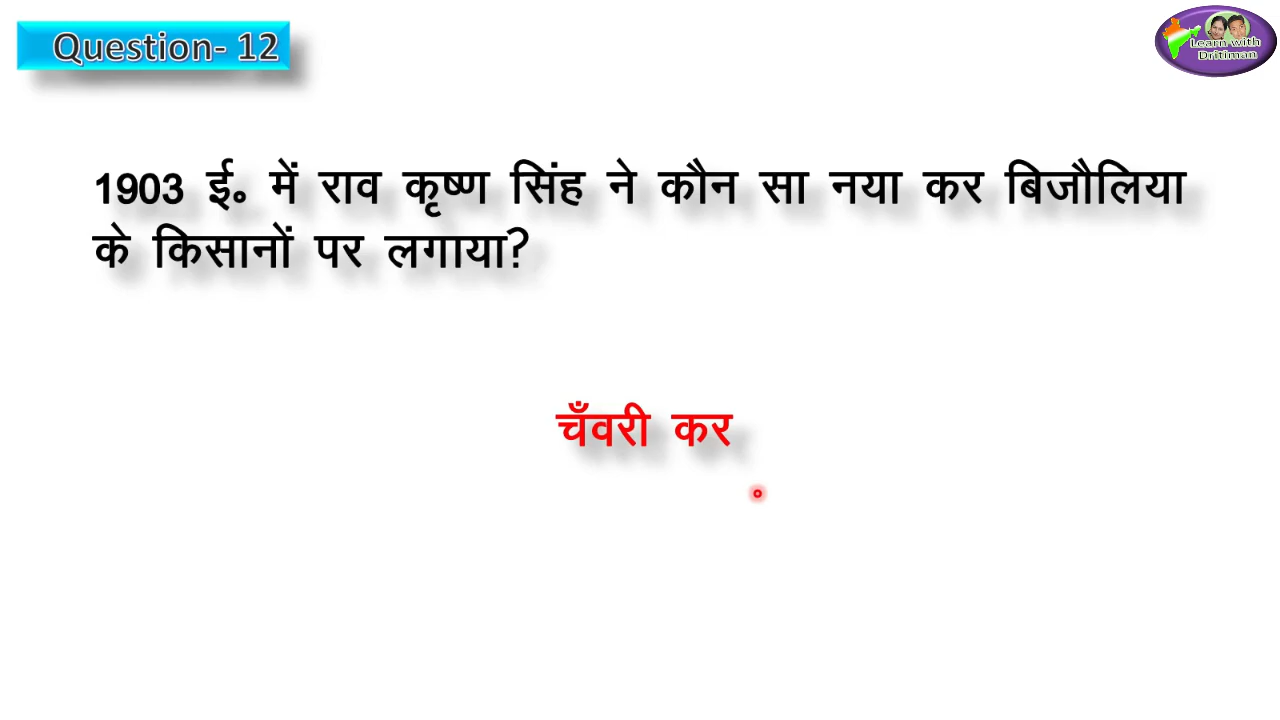 Question- 12
Learn with
Dritiman
1903 ई॰ में राव कृष्ण सिंह ने कौन सा नया कर बिजौलिया
के किसानों पर लगाया?
चँवरी कर